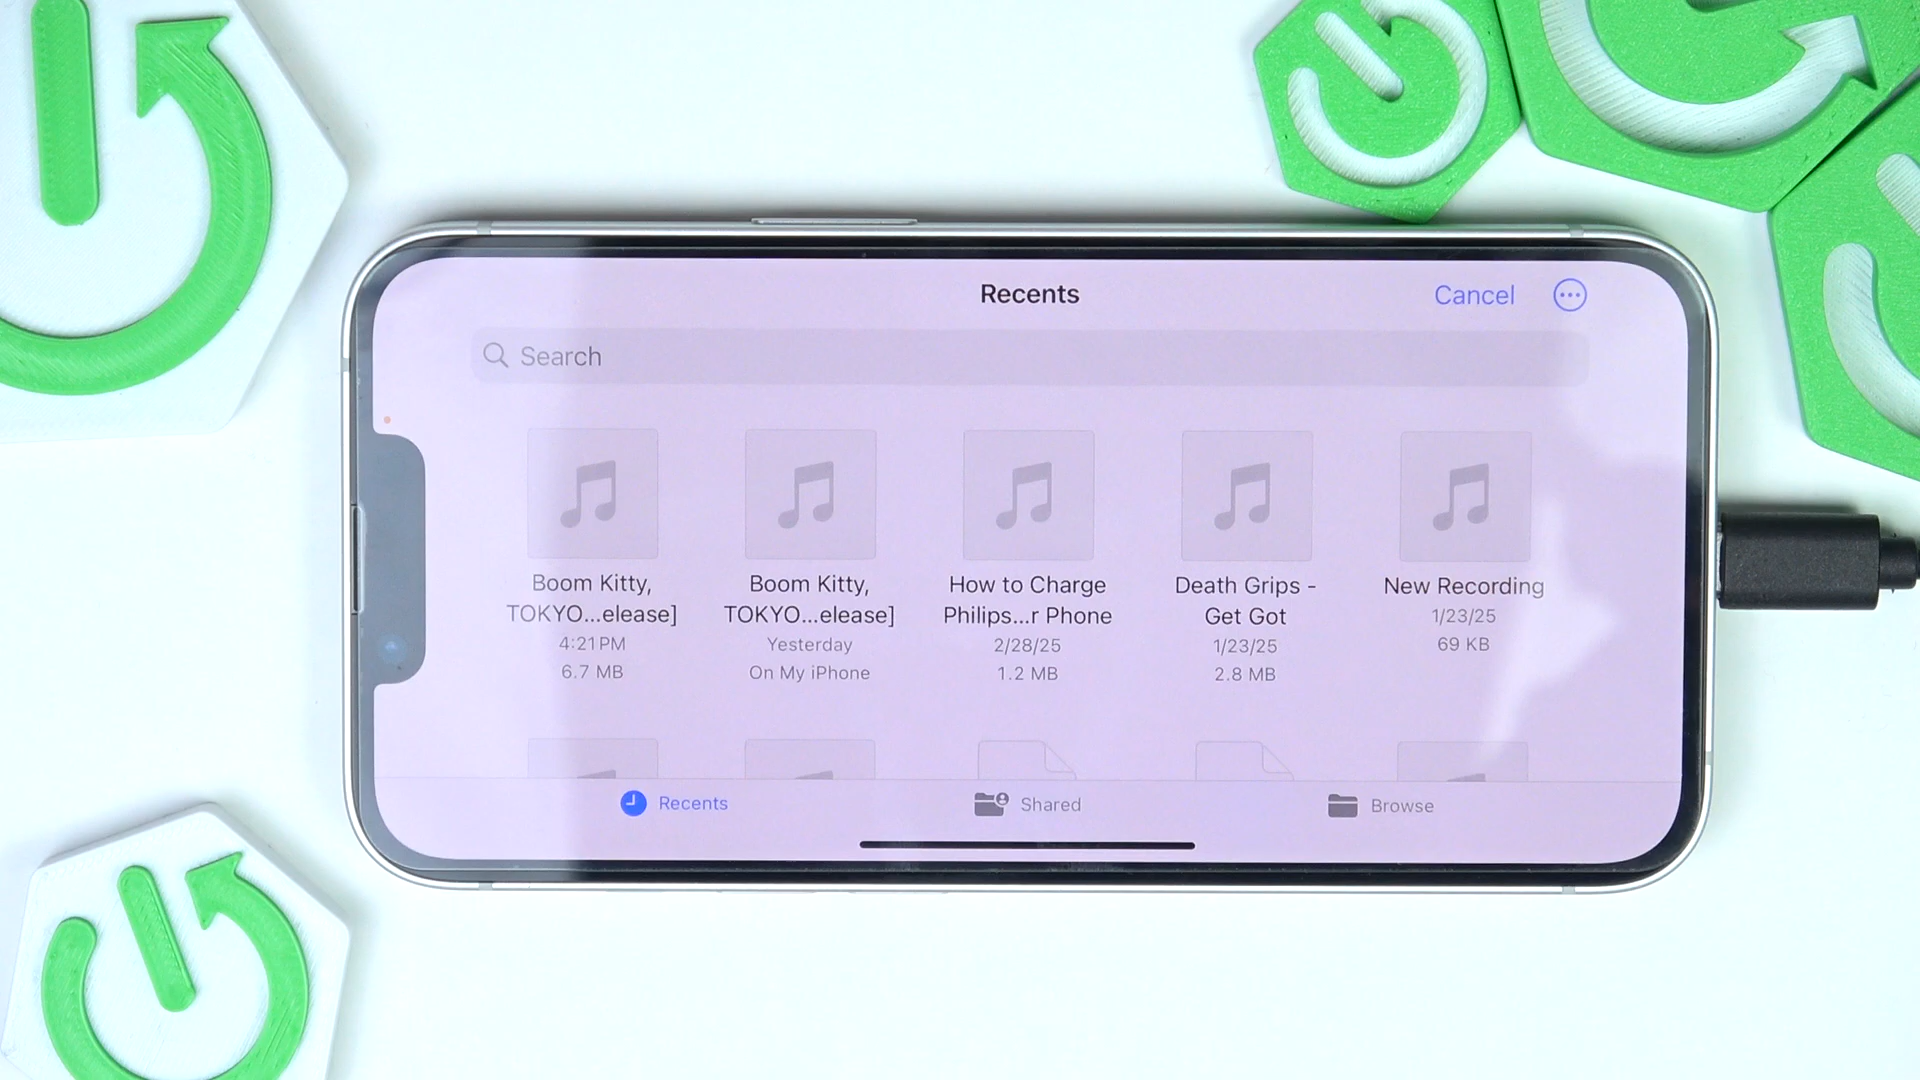 Recents
Cancel
Search
Boom Kitty,
TOKYO...elease]
4:21 PM
6.7 MB
Boom Kitty,
TOKYO...elease]
Yesterday
On My iPhone
How to Charge
Philips...r Phone
2/28/25
1.2 MB
Death Grips -
Get Got
1/23/25
2.8 MB
New Recording
1/23/25
69 KB
Recents
Shared
Browse